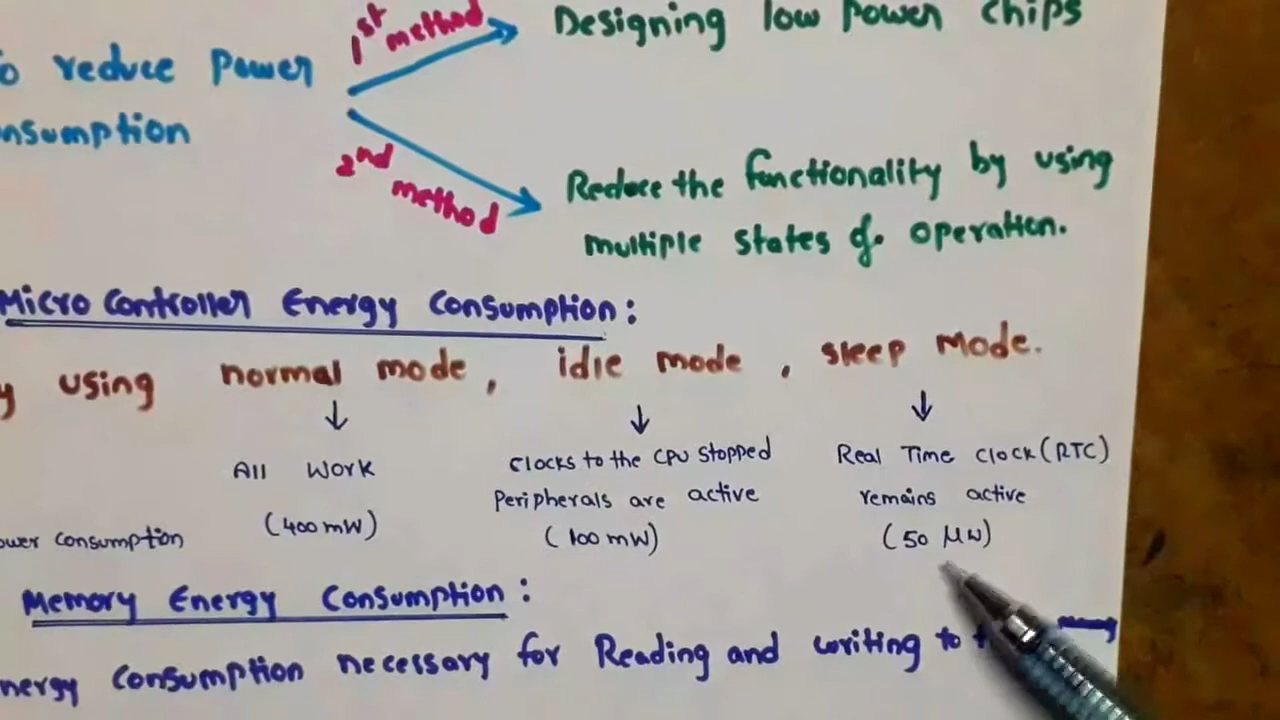 1st method
Designing low power chips
o reduce power
nsumption
2nd method
Reduce the functionality by using
multiple states of operation.
Micro Controller Energy Consumption:
y using normal mode, idle mode, sleep mode.
All work
(400 mW)
Clocks to the CPU stopped
Peripherals are active
(100 mW)
Real Time Clock (RTC)
remains active
(50 μW)
ower consumption
Memory Energy Consumption:
nergy consumption necessary for Reading and writing to